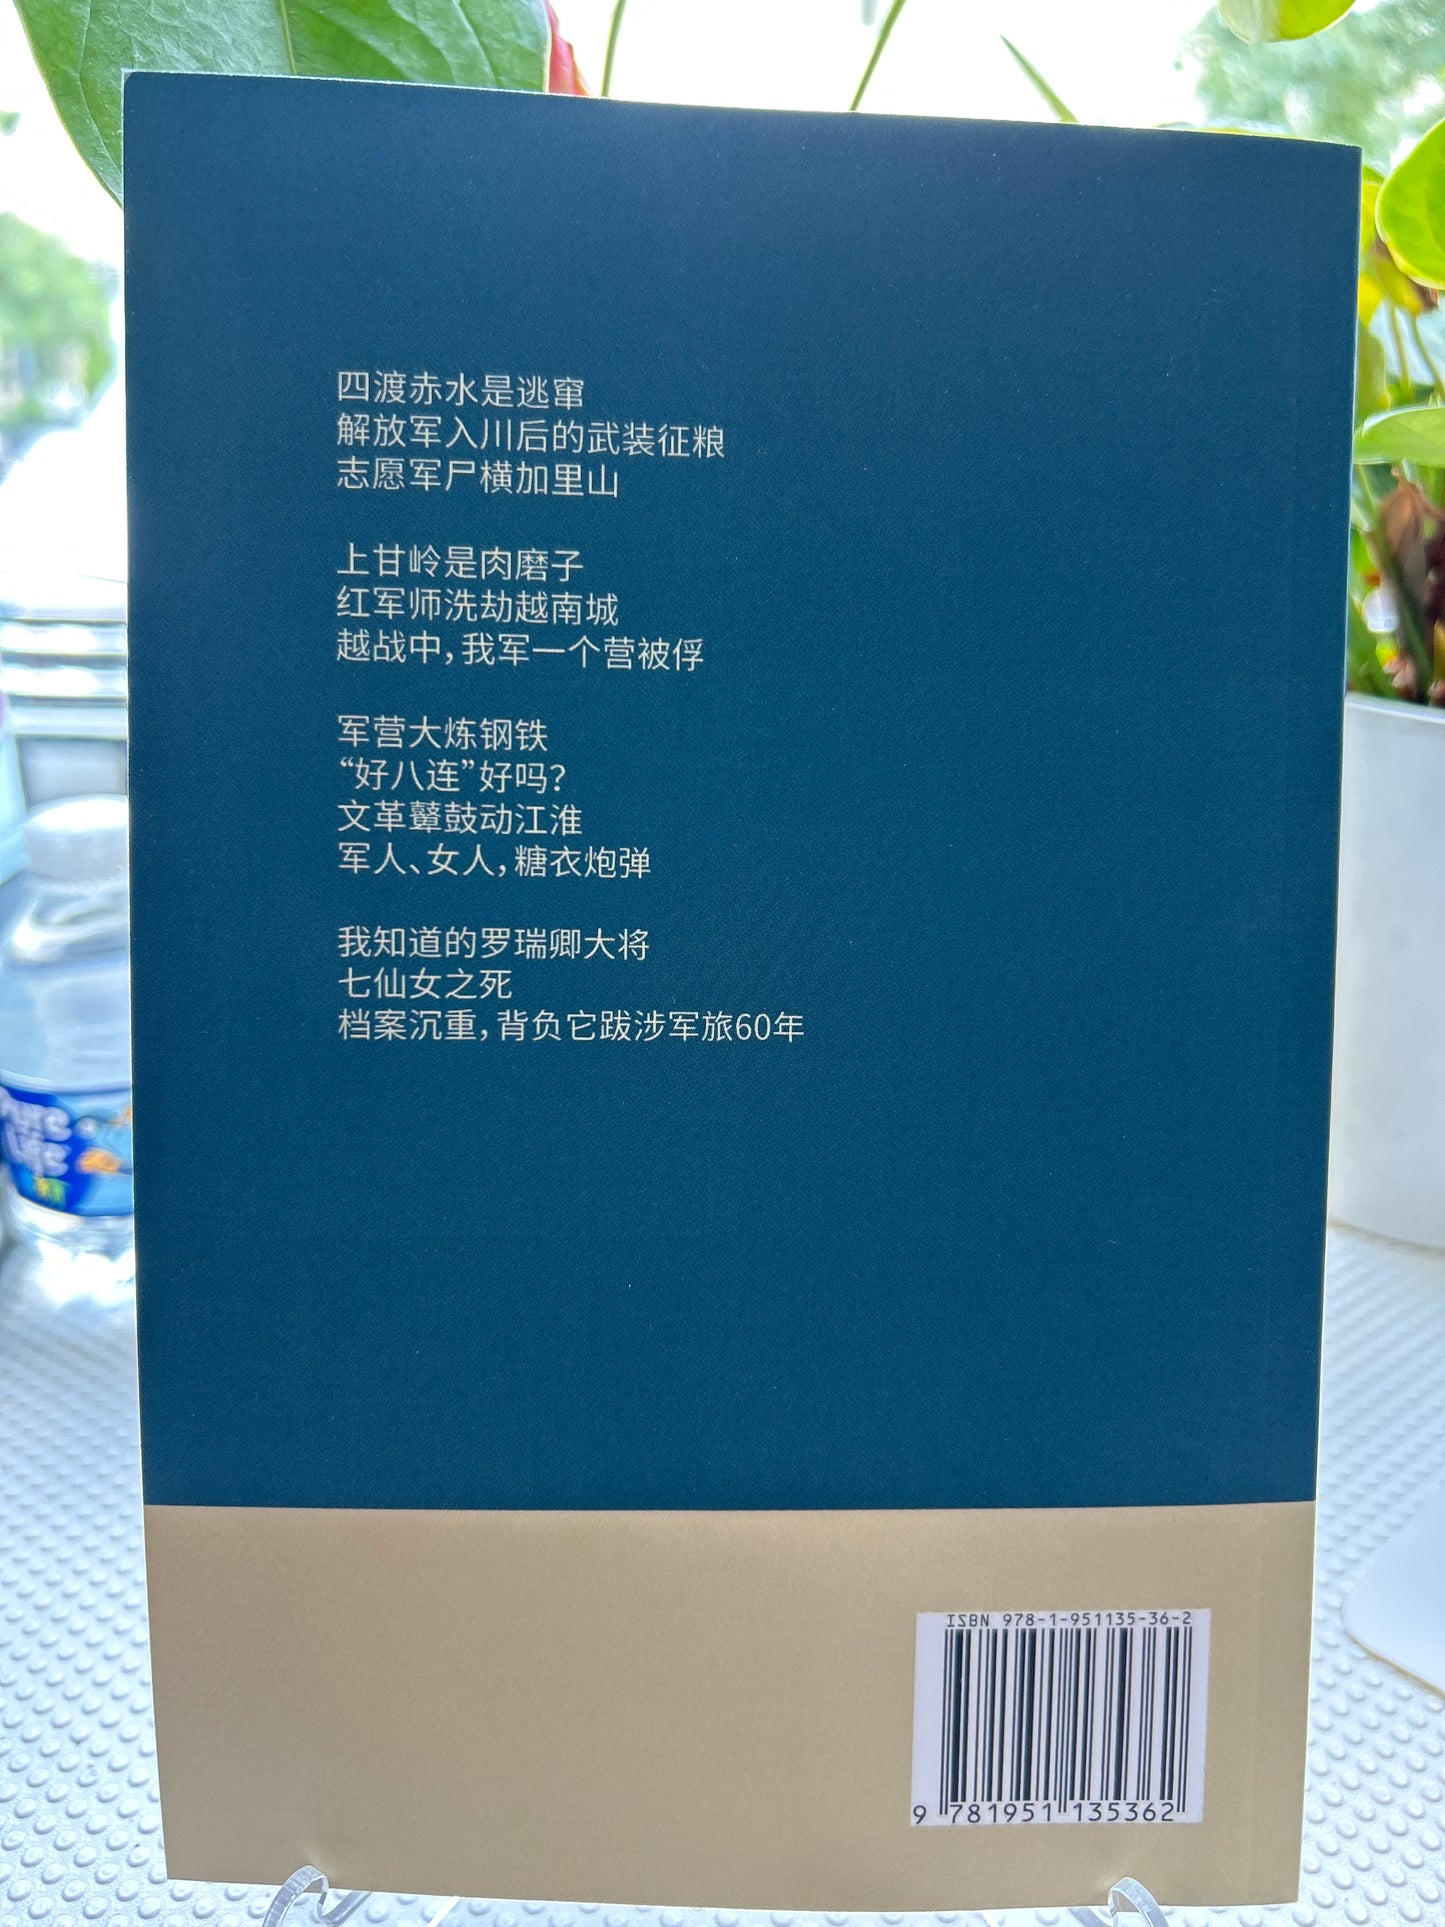 四渡赤水是逃窜
解放军入川后的武装征粮
志愿军尸横加里山
上甘岭是肉磨子
红军师洗劫越南城
越战中，我军一个营被俘
军营大炼钢铁
“好八连”好吗？
文革鼙鼓动江淮
军人、女人，糖衣炮弹
我知道的罗瑞卿大将
七仙女之死
档案沉重，背负它跋涉军旅60年
ISBN 978-1-951135-36-2
9 781951 135362
Pure
Life